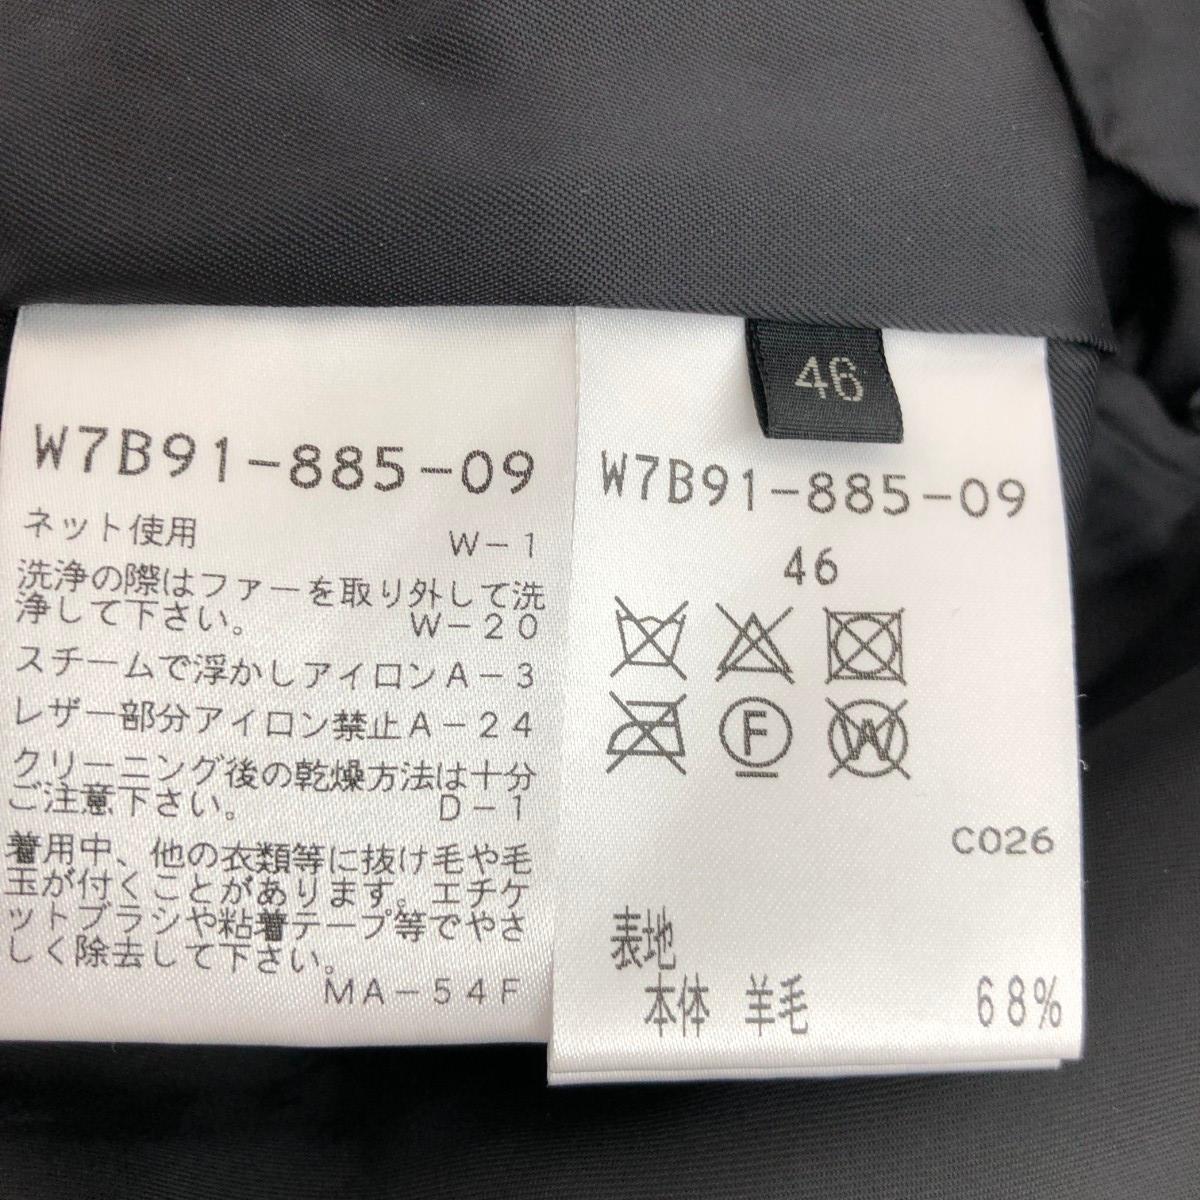 W7B91-885-09
ネット使用
W-1
洗浄の際はファーを取り外して洗
浄して下さい。 W-20
スチームで浮かしアイロンA-3
レザー部分アイロン禁止A-24
クリーニング後の乾燥方法は十分
ご注意下さい。 D-1
着用中、他の衣類等に抜け毛や毛
玉が付くことがあります。エチケ
ットブラシや粘着テープ等でやさ
しく除去して下さい。
MA-54F
46
W7B91-885-09
46
F
W
C026
表地
本体 羊毛 68%